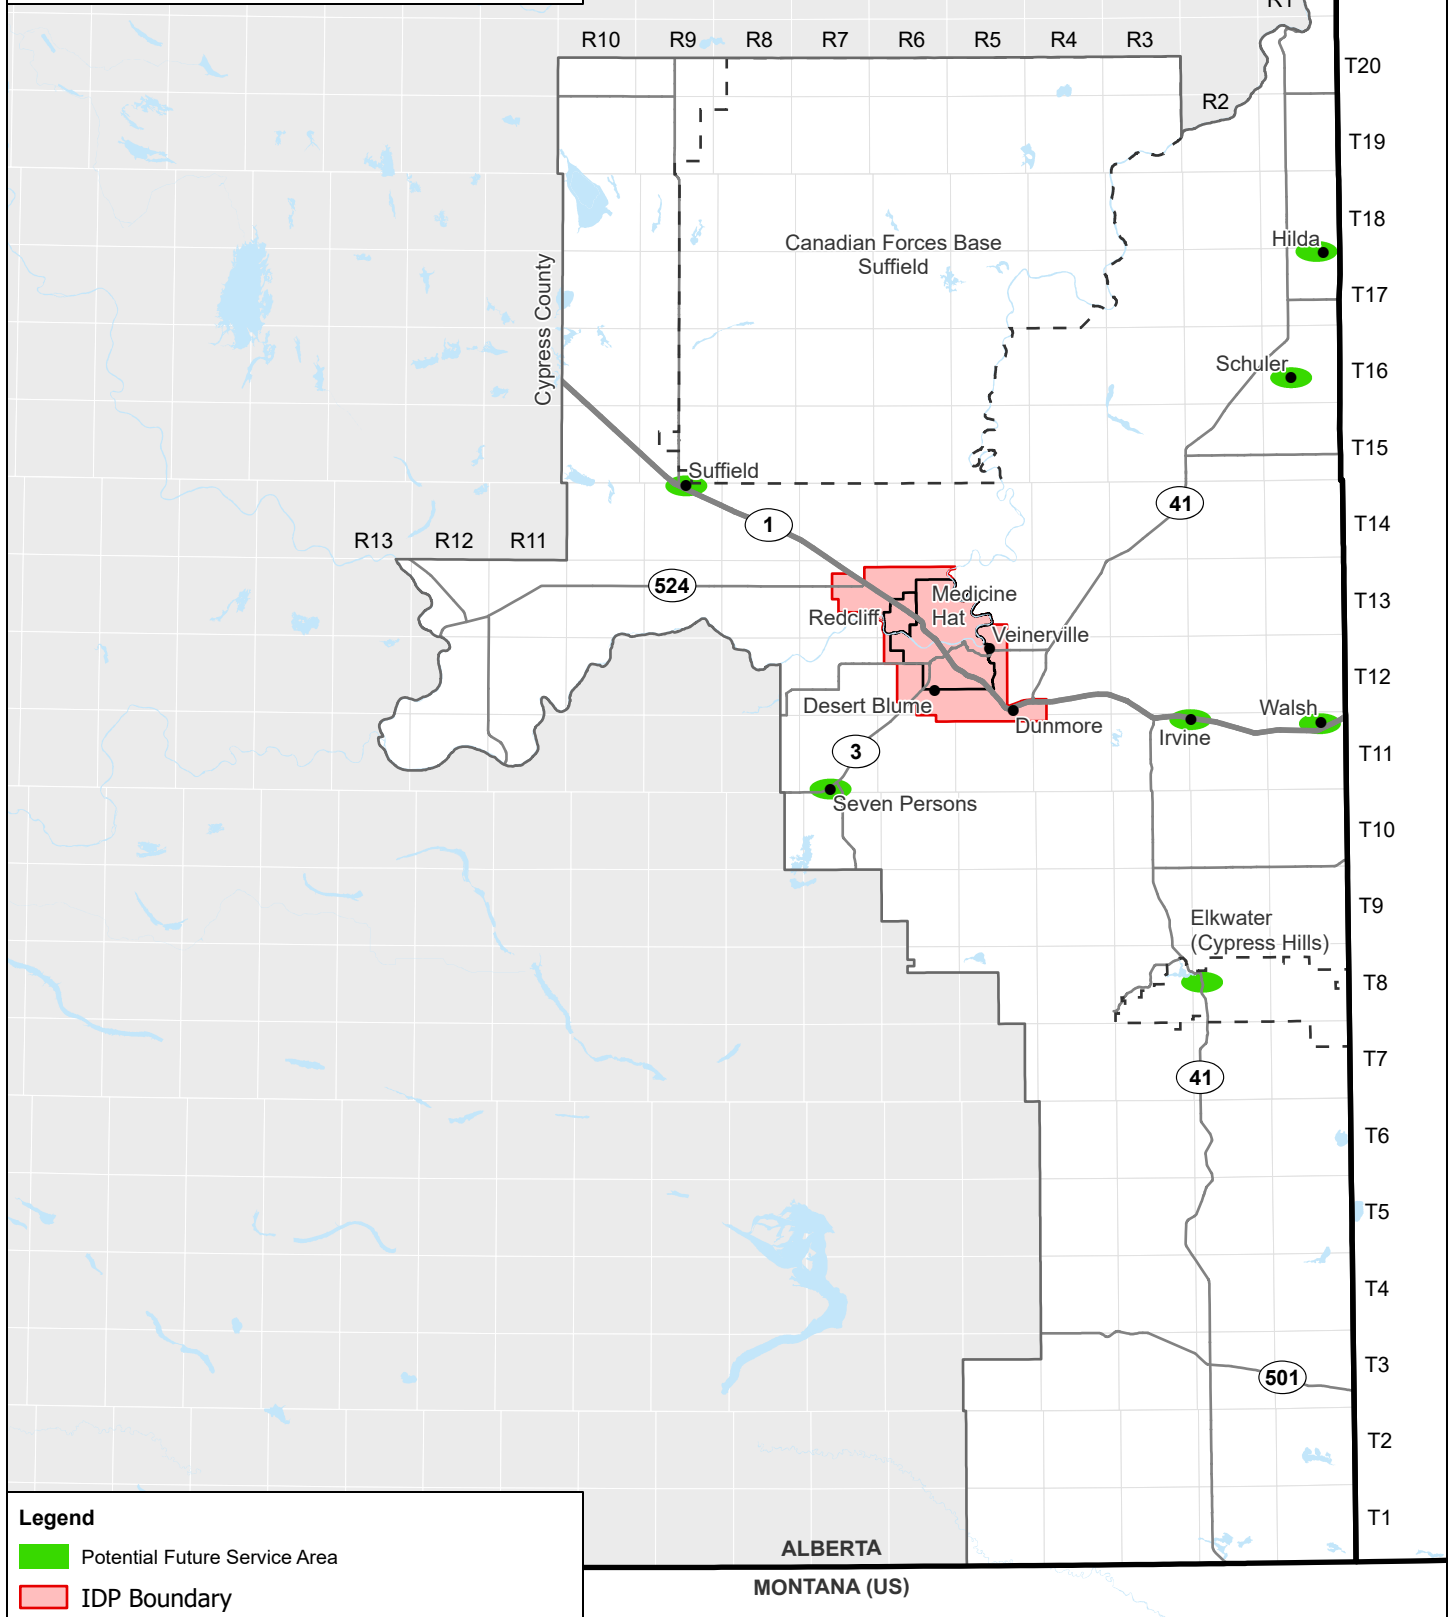 R1
R10
R9
R8
R7
R6
R5
R4
R3
T20
R2
T19
T18
Hilda
Canadian Forces Base
Suffield
Cypress County
T17
Schuler
T16
T15
Suffield
41
1
T14
R13
R12
R11
524
Medicine
Hat
T13
Redcliff
Veinerville
T12
Desert Blume
Walsh
Dunmore
Irvine
3
T11
Seven Persons
T10
T9
Elkwater
(Cypress Hills)
T8
T7
41
T6
T5
T4
T3
501
T2
Legend
T1
Potential Future Service Area
ALBERTA
IDP Boundary
MONTANA (US)